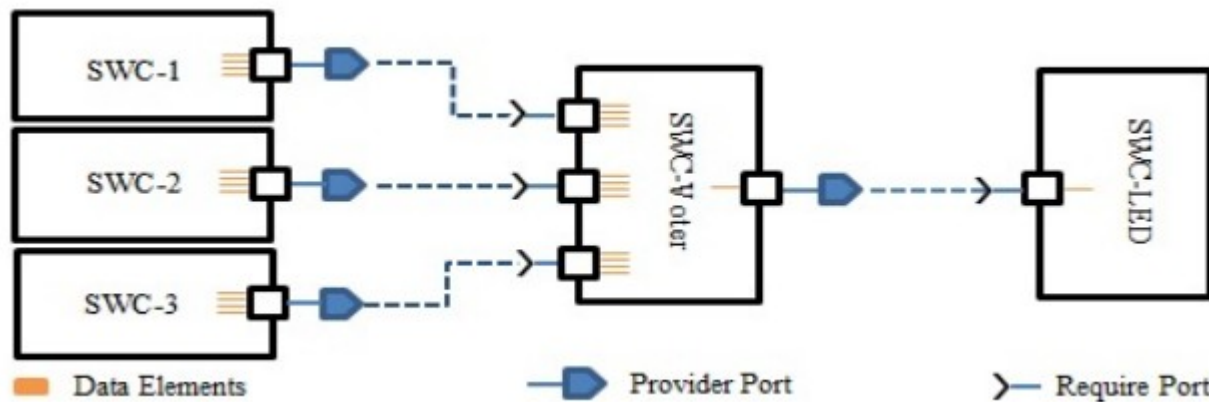 SWC-1
SWC-2
SWC-3
SWC-Voter
SWC-LED
Data Elements
Provider Port
Require Port